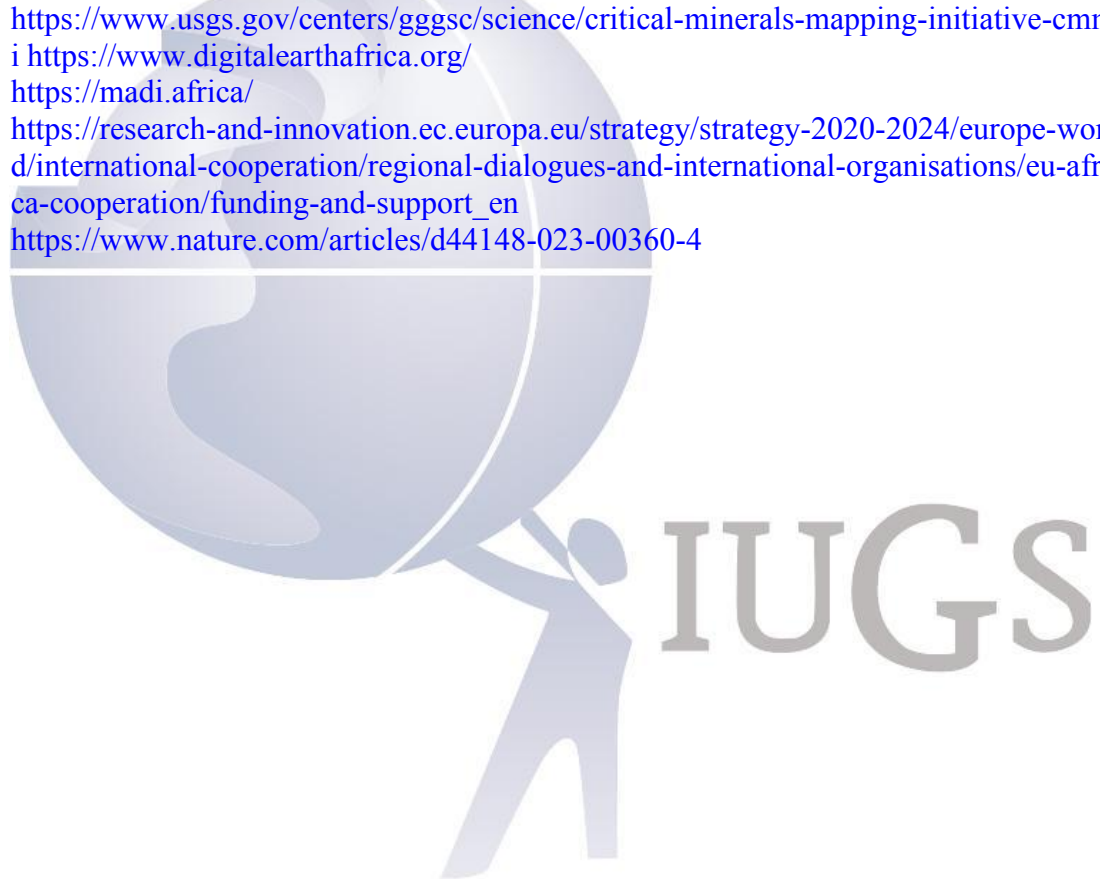 https://www.usgs.gov/centers/gggsc/science/critical-minerals-mapping-initiative-cmm
i https://www.digitalearthafrica.org/
https://madi.africa/
https://research-and-innovation.ec.europa.eu/strategy/strategy-2020-2024/europe-wor
d/international-cooperation/regional-dialogues-and-international-organisations/eu-afr
ca-cooperation/funding-and-support_en
https://www.nature.com/articles/d44148-023-00360-4
IUGS